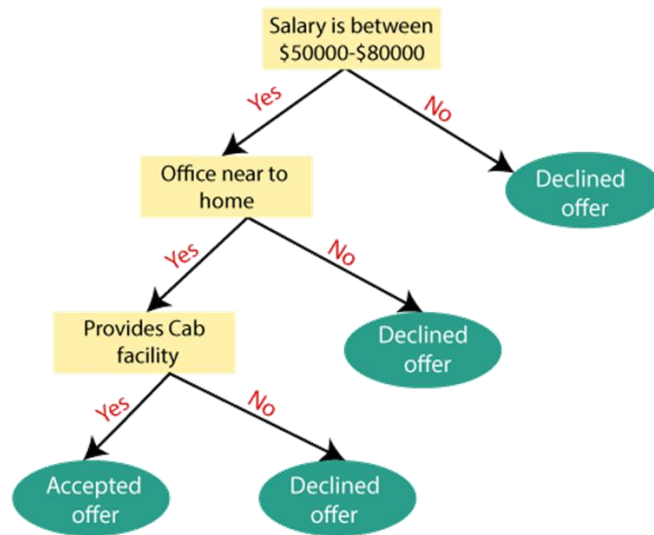 Salary is between
$50000-$80000
Yes
No
Office near to
home
Declined
offer
Yes
No
Provides Cab
facility
Declined
offer
Yes
No
Accepted
offer
Declined
offer